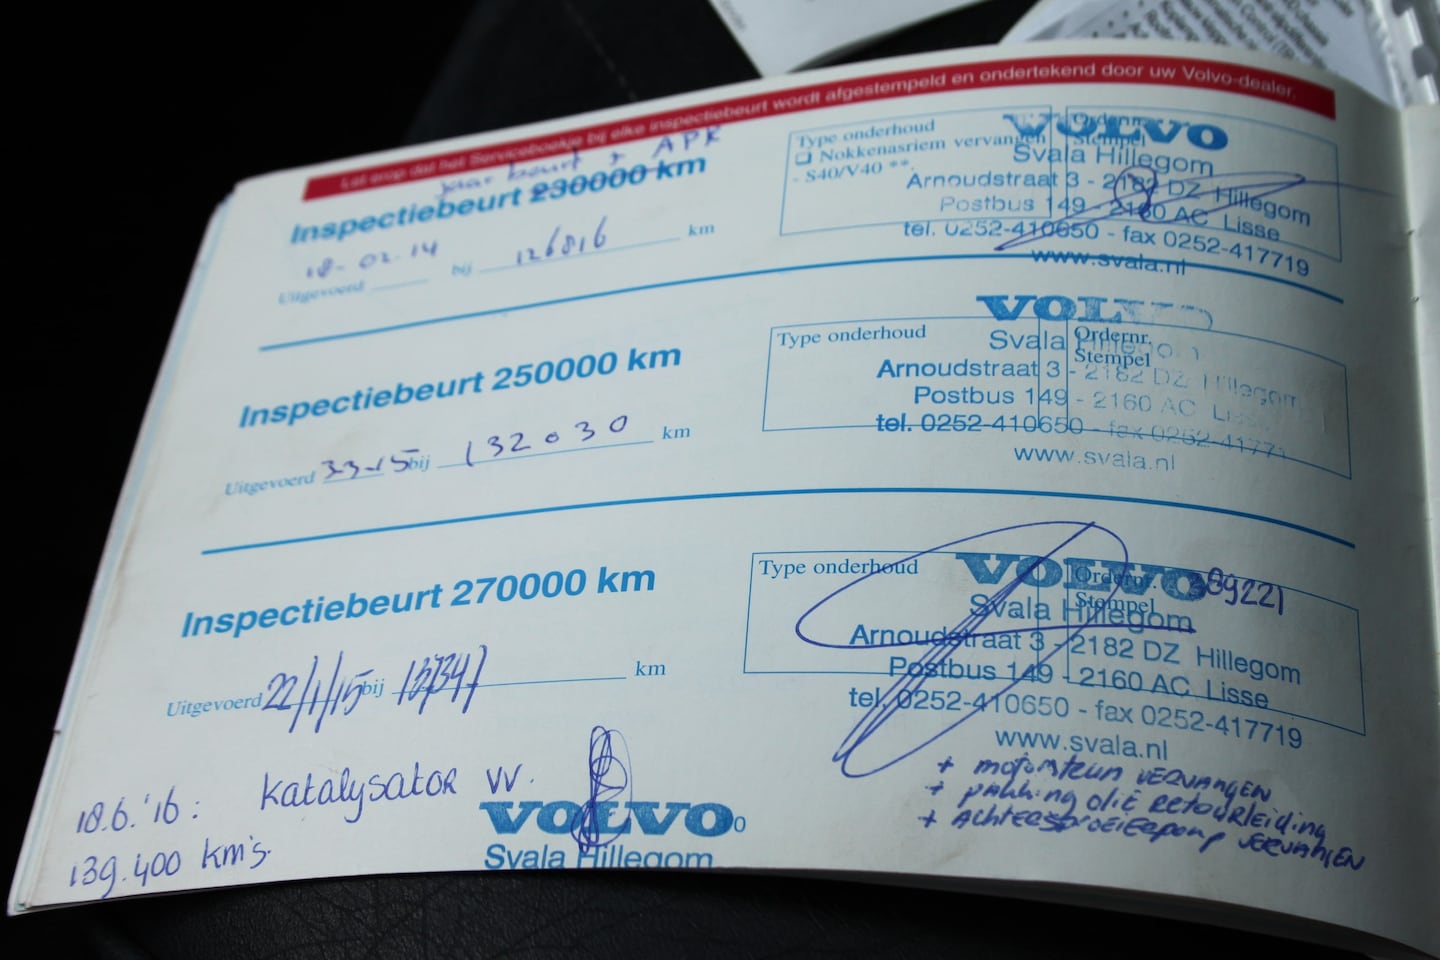 Let erop dat het Serviceboekje bij elke inspectiebeurt wordt afgestempeld en ondertekend door uw Volvo-dealer.
jaar beurt + APK
Inspectiebeurt 230000 km
Uitgevoerd 18-02-14 bij 126816 km
Type onderhoud
❏ Nokkenasriem vervangen
- S40/V40 **
Ordernr.
Stempel
VOLVO
Svala Hillegom
Arnoudstraat 3 - 2182 DZ Hillegom
Postbus 149 - 2160 AC Lisse
tel. 0252-410650 - fax 0252-417719
www.svala.nl
Inspectiebeurt 250000 km
Uitgevoerd bij 132030 km
Type onderhoud
Ordernr.
Stempel
VOLVO
Svala Hillegom
Arnoudstraat 3 - 2182 DZ Hillegom
Postbus 149 - 2160 AC Lisse
tel. 0252-410650 - fax 0252-41771
www.svala.nl
Inspectiebeurt 270000 km
Uitgevoerd bij km
Type onderhoud
Ordernr.
Stempel
VOLVO
Svala Hillegom
Arnoudstraat 3 - 2182 DZ Hillegom
Postbus 149 - 2160 AC Lisse
tel. 0252-410650 - fax 0252-417719
www.svala.nl
+ motorsteun vervangen
+ pakking olie retourleiding
+ Achtersproeierpomp vervangen
18.6.'16: Katalysator vv.
139.400 km's.
VOLVO
Svala Hillegom